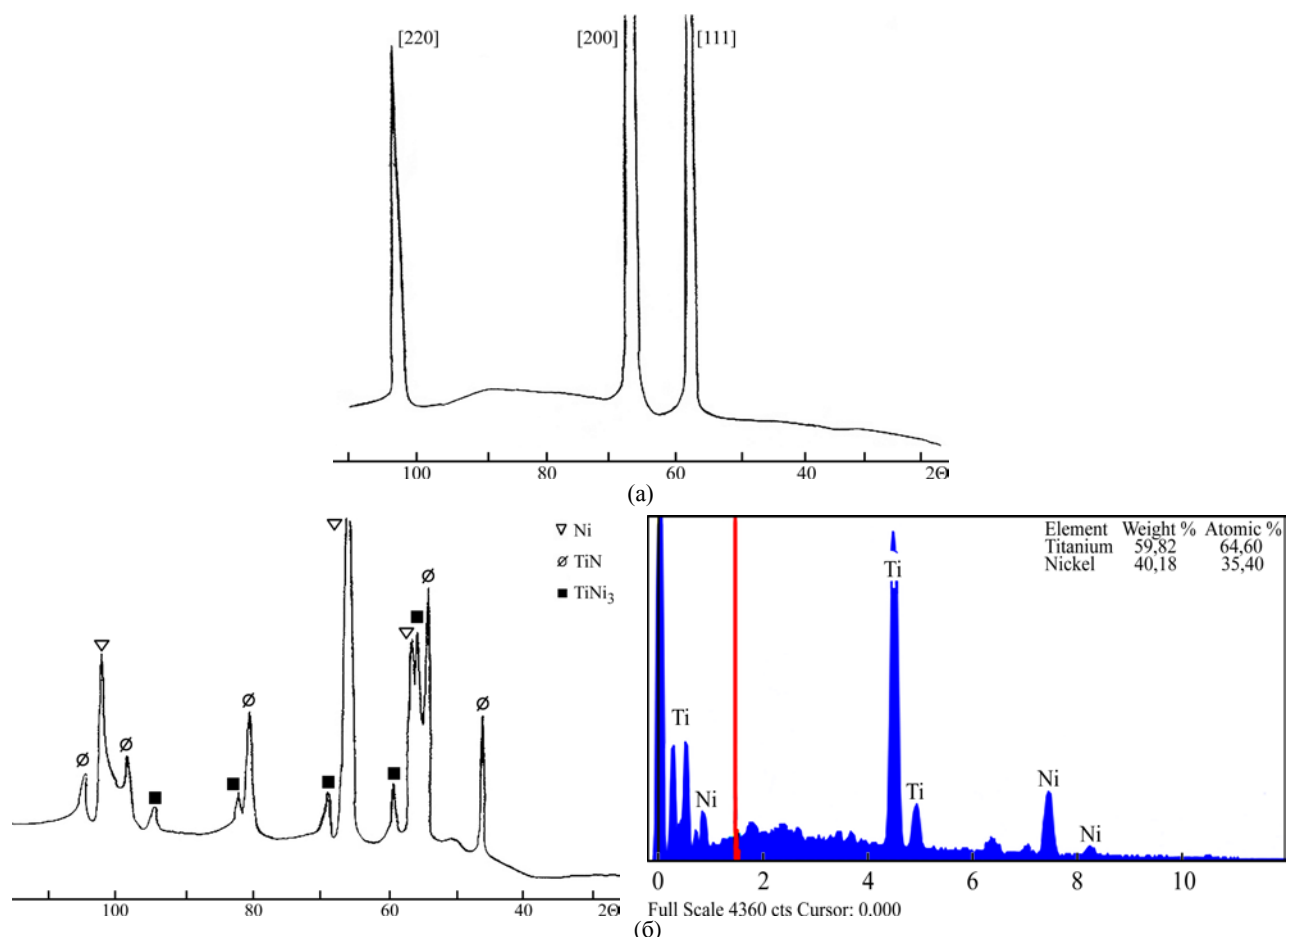 [220]
[200]
[111]
100 80 60 40 2Θ
(а)
▽ Ni
∅ TiN
■ TiNi₃
100 80 60 40 2Θ
Element Weight % Atomic %
Titanium 59,82 64,60
Nickel 40,18 35,40
Ti
Ti
Ni
Ti
Ni
Ni
0 2 4 6 8 10
Full Scale 4360 cts Cursor: 0.000
(б)